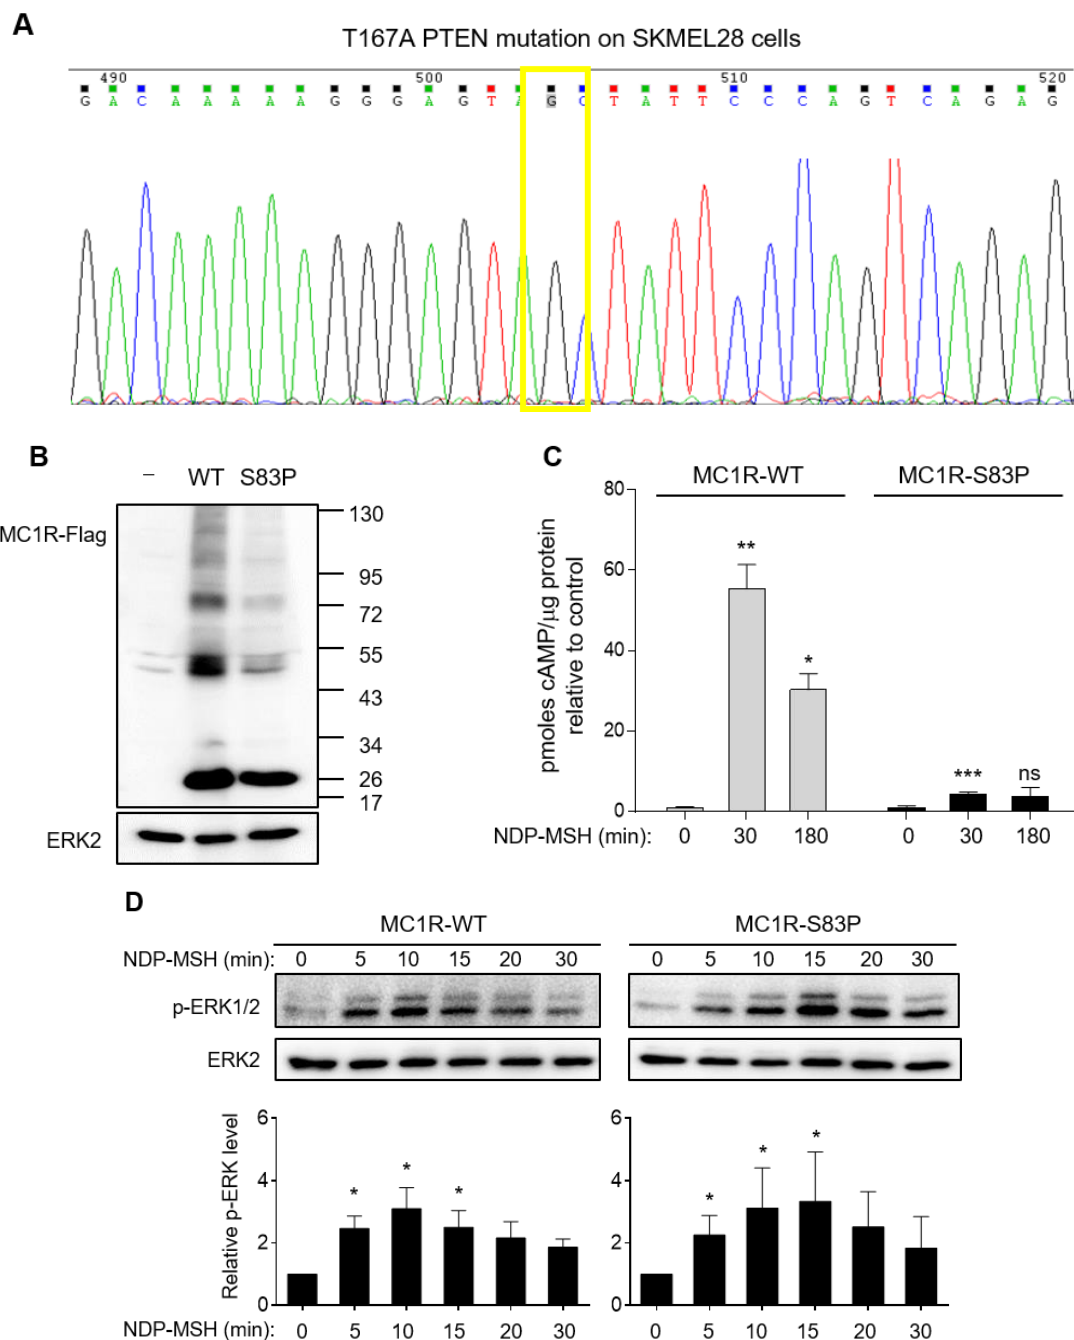 A
T167A PTEN mutation on SKMEL28 cells
490 500 510 520
G A C A A A A A G G G A G T A G C T A T T C C C A G T C A G A G
B
– WT S83P
MC1R-Flag
130
95
72
55
43
34
26
17
ERK2
C
MC1R-WT MC1R-S83P
pmoles cAMP/µg protein
relative to control
80
60
40
20
0
** * *** ns
NDP-MSH (min): 0 30 180 0 30 180
D
MC1R-WT MC1R-S83P
NDP-MSH (min): 0 5 10 15 20 30 0 5 10 15 20 30
p-ERK1/2
ERK2
Relative p-ERK level
6 6
4 4
2 2
0 0
* * * * * *
NDP-MSH (min): 0 5 10 15 20 30 0 5 10 15 20 30